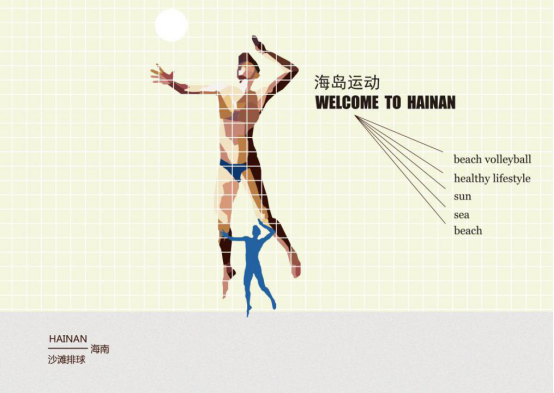 海岛运动
WELCOME TO HAINAN
beach volleyball
healthy lifestyle
sun
sea
beach
HAINAN
海南
沙滩排球